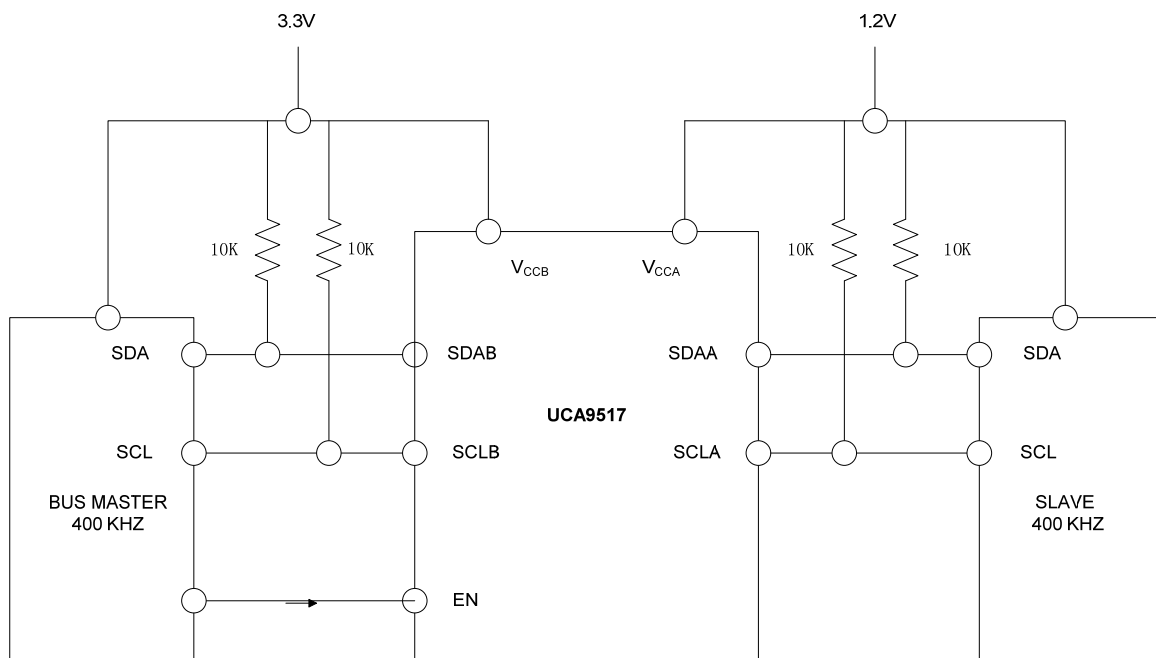 3.3V
1.2V
10K
10K
10K
10K
VCCB
VCCA
SDA
SDAB
SDAA
SDA
UCA9517
SCL
SCLB
SCLA
SCL
BUS MASTER
400 KHZ
SLAVE
400 KHZ
EN